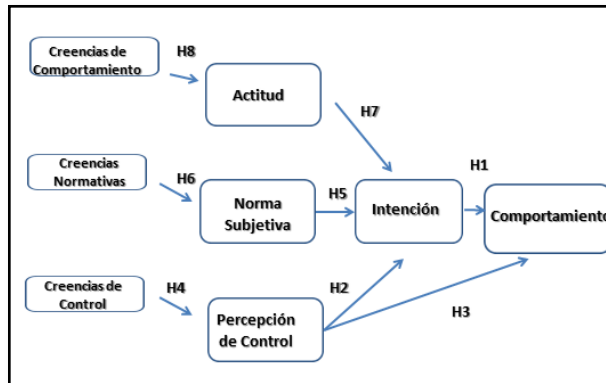 Creencias de
Comportamiento
H8
Actitud
H7
Creencias
Normativas
H6
Norma
Subjetiva
H5
Intención
H1
Comportamiento
Creencias de
Control
H4
Percepción
de Control
H2
H3